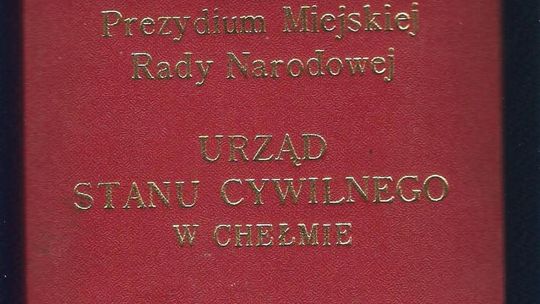 Prezydium Miejskiej
Rady Narodowej
URZĄD
STANU CYWILNEGO
W CHEŁMIE